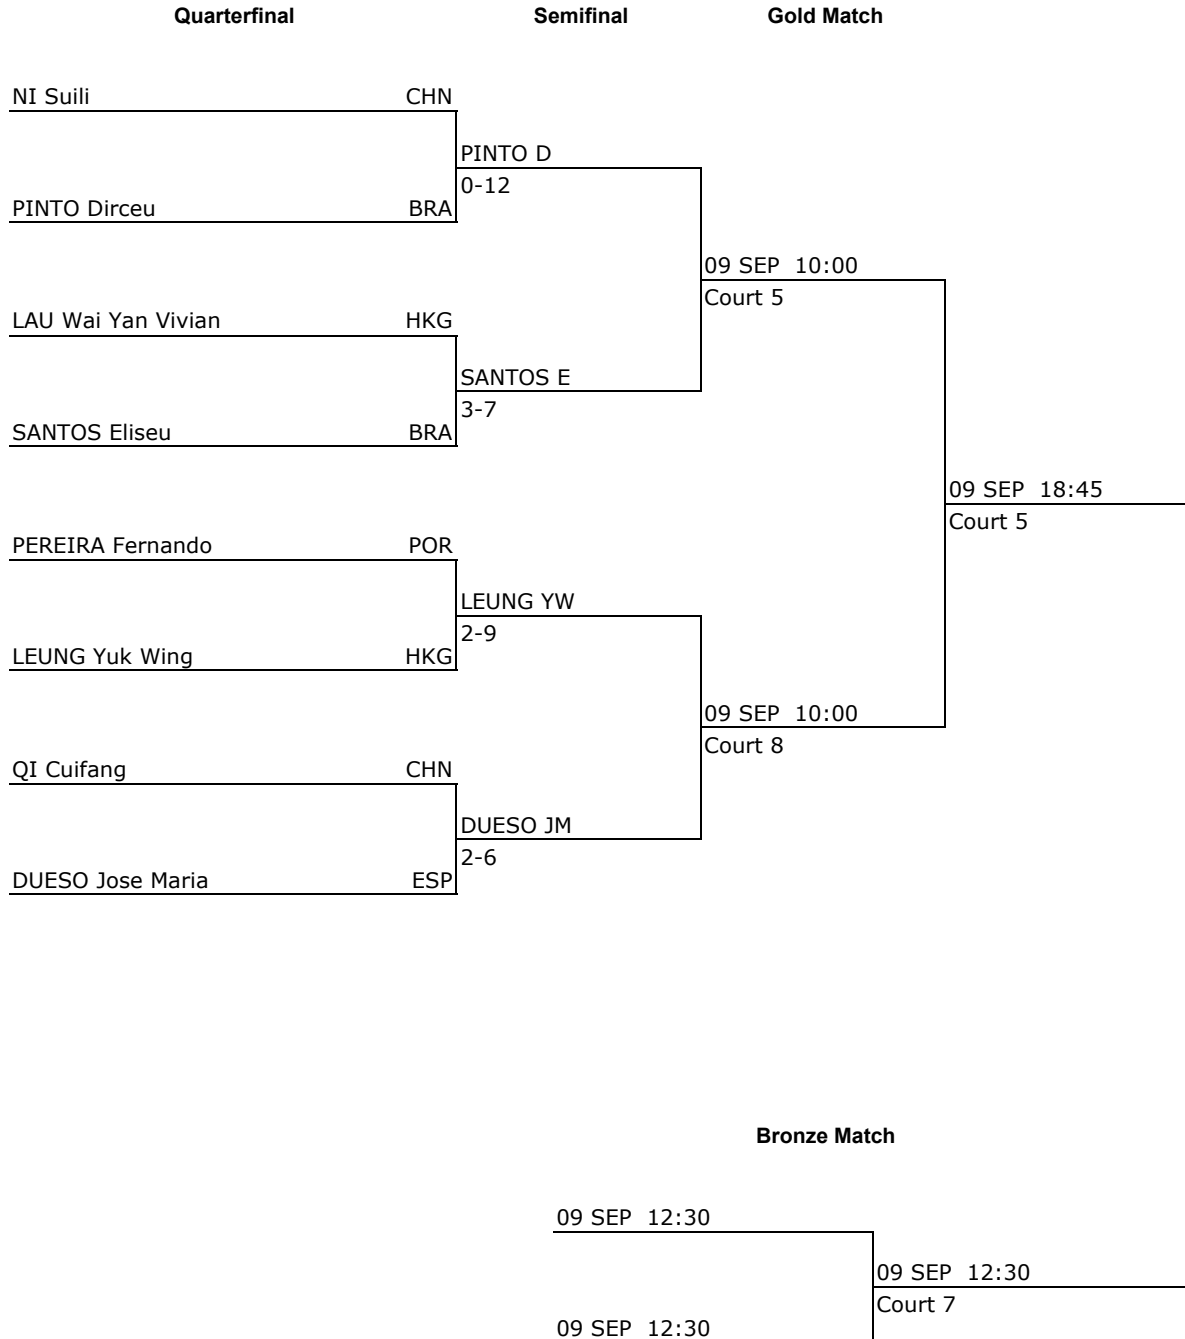 Quarterfinal Semifinal Gold Match
NI Suili CHN
PINTO D
0-12
PINTO Dirceu BRA
09 SEP 10:00
Court 5
LAU Wai Yan Vivian HKG
SANTOS E
3-7
SANTOS Eliseu BRA
09 SEP 18:45
Court 5
PEREIRA Fernando POR
LEUNG YW
2-9
LEUNG Yuk Wing HKG
09 SEP 10:00
Court 8
QI Cuifang CHN
DUESO JM
2-6
DUESO Jose Maria ESP
Bronze Match
09 SEP 12:30
09 SEP 12:30
Court 7
09 SEP 12:30